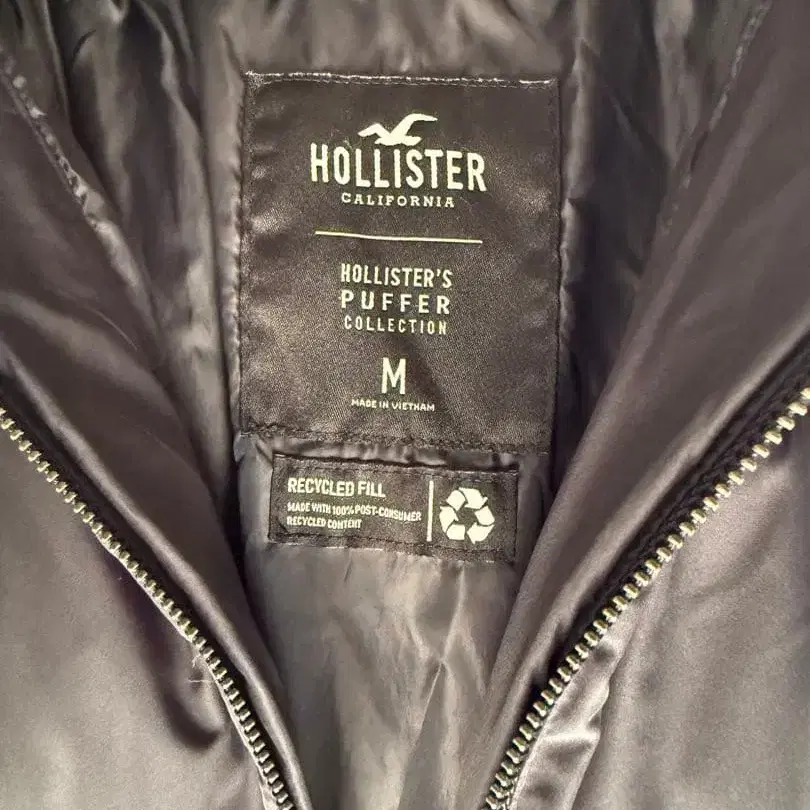 HOLLISTER
CALIFORNIA
HOLLISTER'S
PUFFER
COLLECTION
M
MADE IN VIETNAM
RECYCLED FILL
MADE WITH 100% POST-CONSUMER
RECYCLED CONTENT